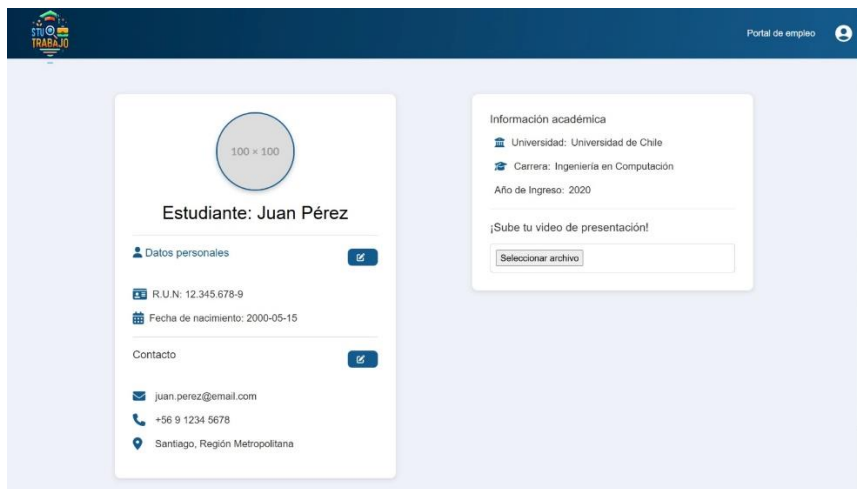 STU
TRABAJO
Portal de empleo
100 × 100
Estudiante: Juan Pérez
Datos personales
R.U.N: 12.345.678-9
Fecha de nacimiento: 2000-05-15
Contacto
juan.perez@email.com
+56 9 1234 5678
Santiago, Región Metropolitana
Información académica
Universidad: Universidad de Chile
Carrera: Ingeniería en Computación
Año de Ingreso: 2020
¡Sube tu video de presentación!
Seleccionar archivo